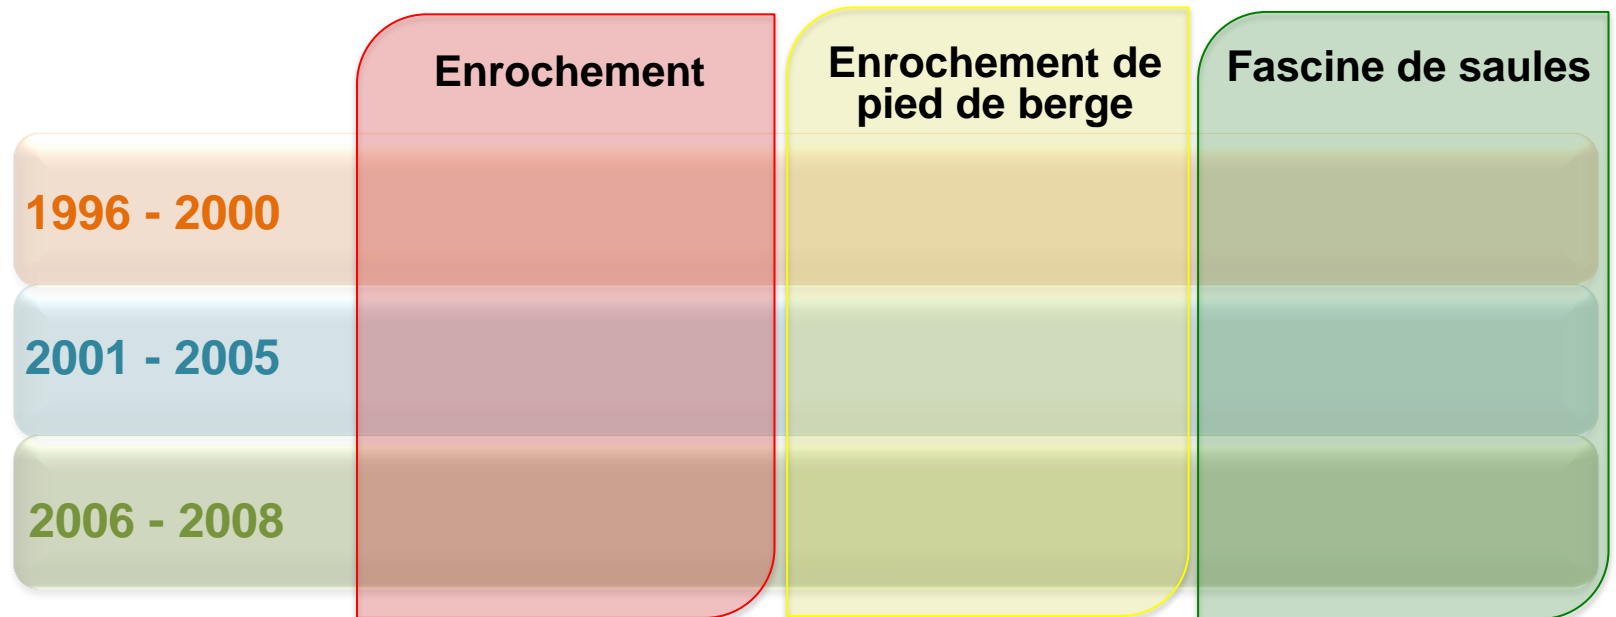 Enrochement
Enrochement de
pied de berge
Fascine de saules
1996 - 2000
2001 - 2005
2006 - 2008